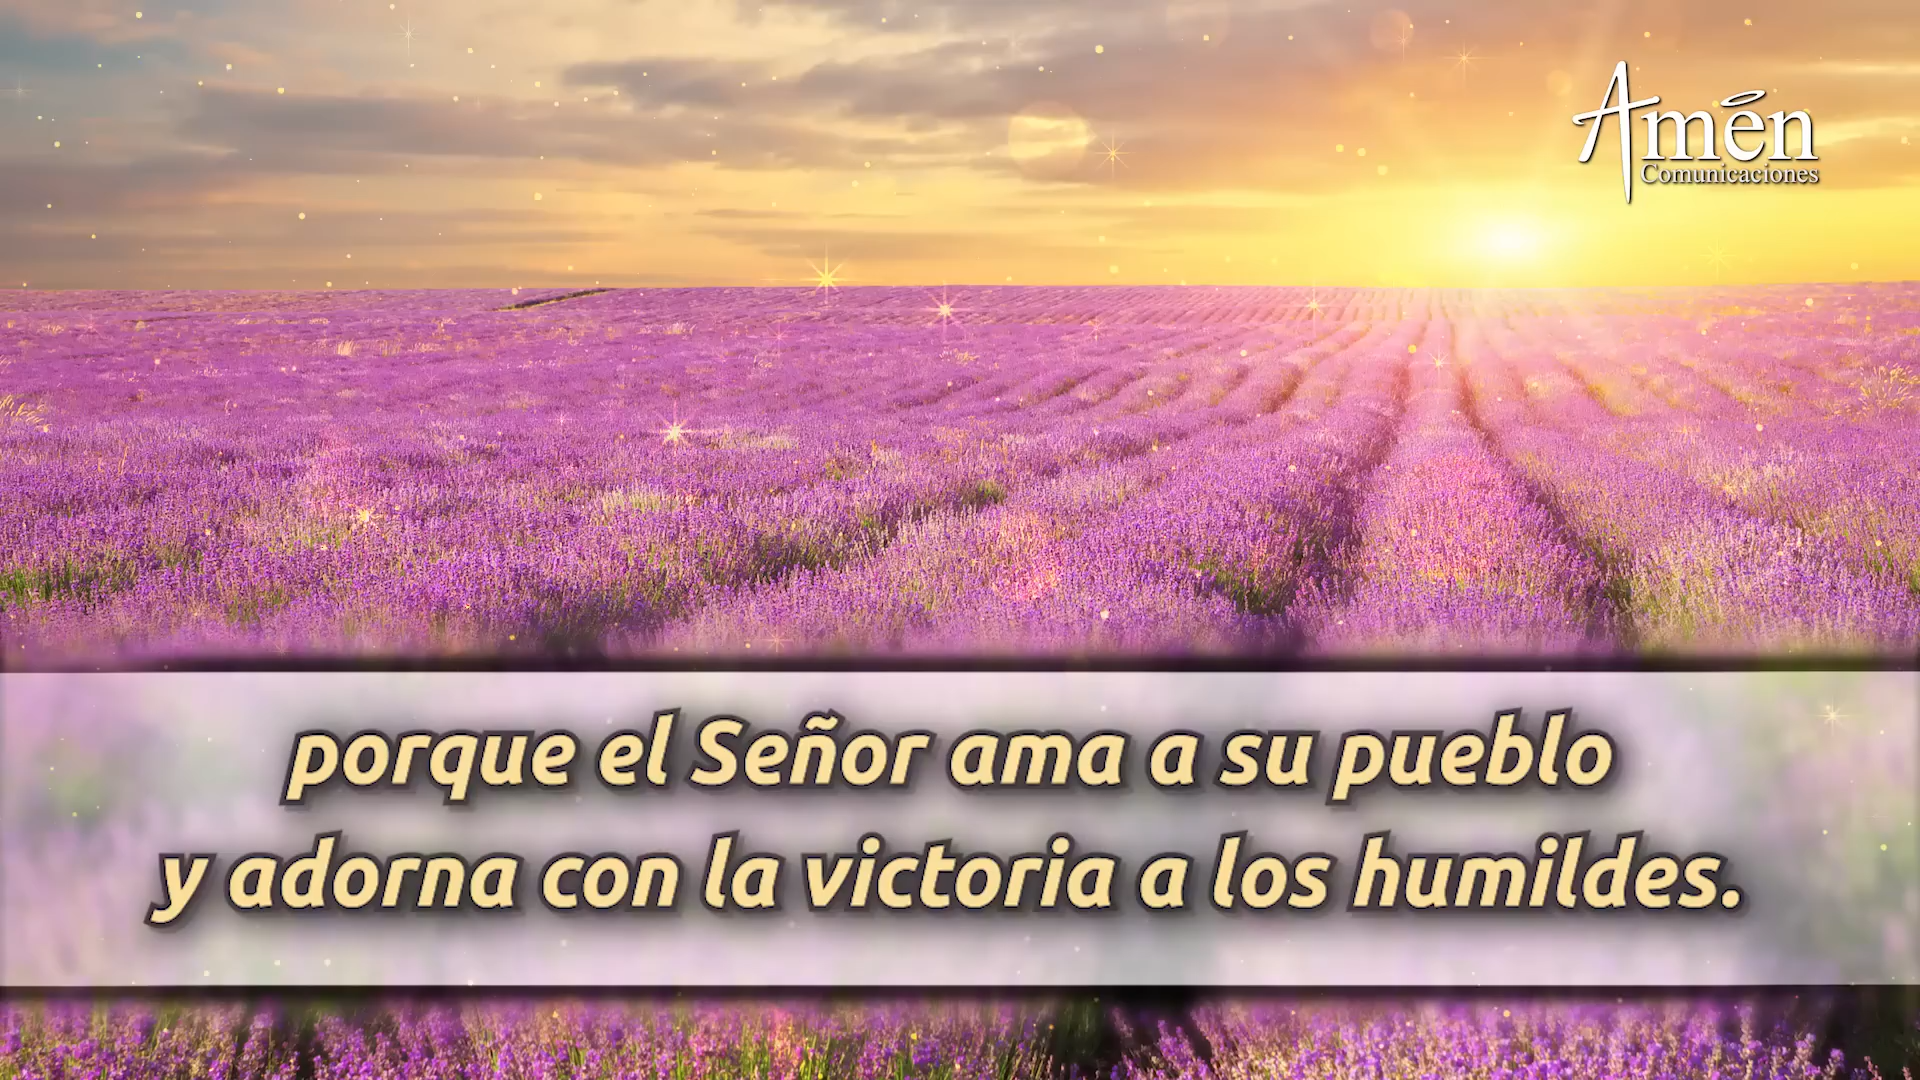 Amén
Comunicaciones
porque el Señor ama a su pueblo
y adorna con la victoria a los humildes.